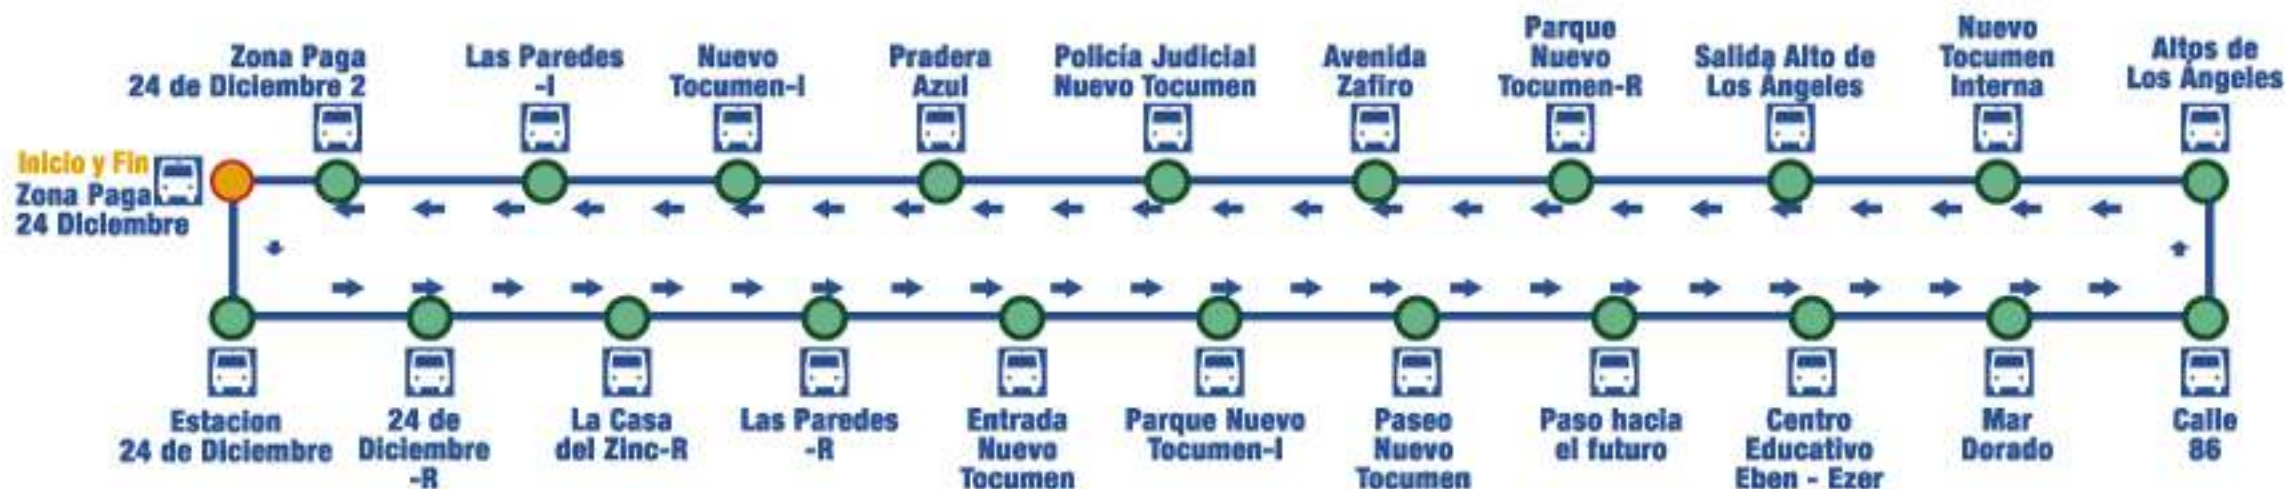 Zona Paga
24 de Diciembre 2
Las Paredes
-I
Nuevo
Tocumen-I
Pradera
Azul
Policía Judicial
Nuevo Tocumen
Avenida
Zafiro
Parque
Nuevo
Tocumen-R
Salida Alto de
Los Ángeles
Nuevo
Tocumen
Interna
Altos de
Los Ángeles
Inicio y Fin
Zona Paga
24 Diciembre
Estacion
24 de Diciembre
24 de
Diciembre
-R
La Casa
del Zinc-R
Las Paredes
-R
Entrada
Nuevo
Tocumen
Parque Nuevo
Tocumen-I
Paseo
Nuevo
Tocumen
Paso hacia
el futuro
Centro
Educativo
Eben - Ezer
Mar
Dorado
Calle
86